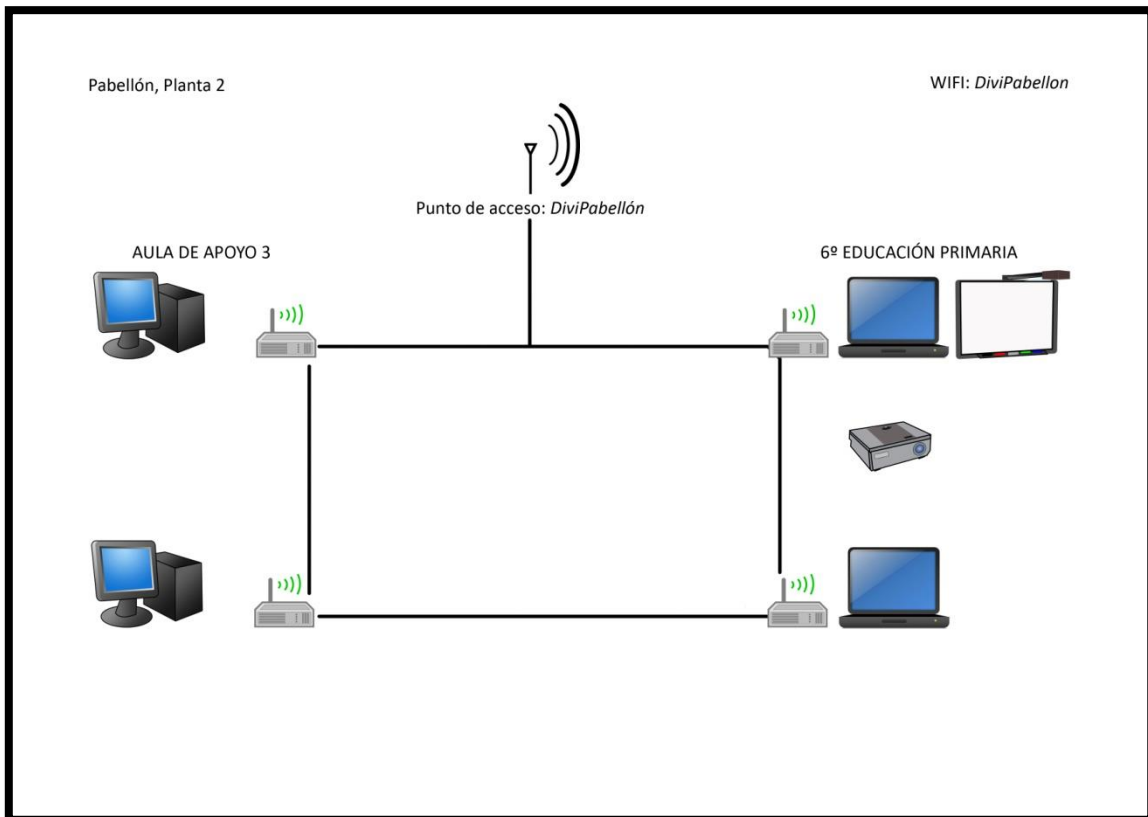 Pabellón, Planta 2
WIFI: DiviPabellon
Punto de acceso: DiviPabellón
AULA DE APOYO 3
6º EDUCACIÓN PRIMARIA